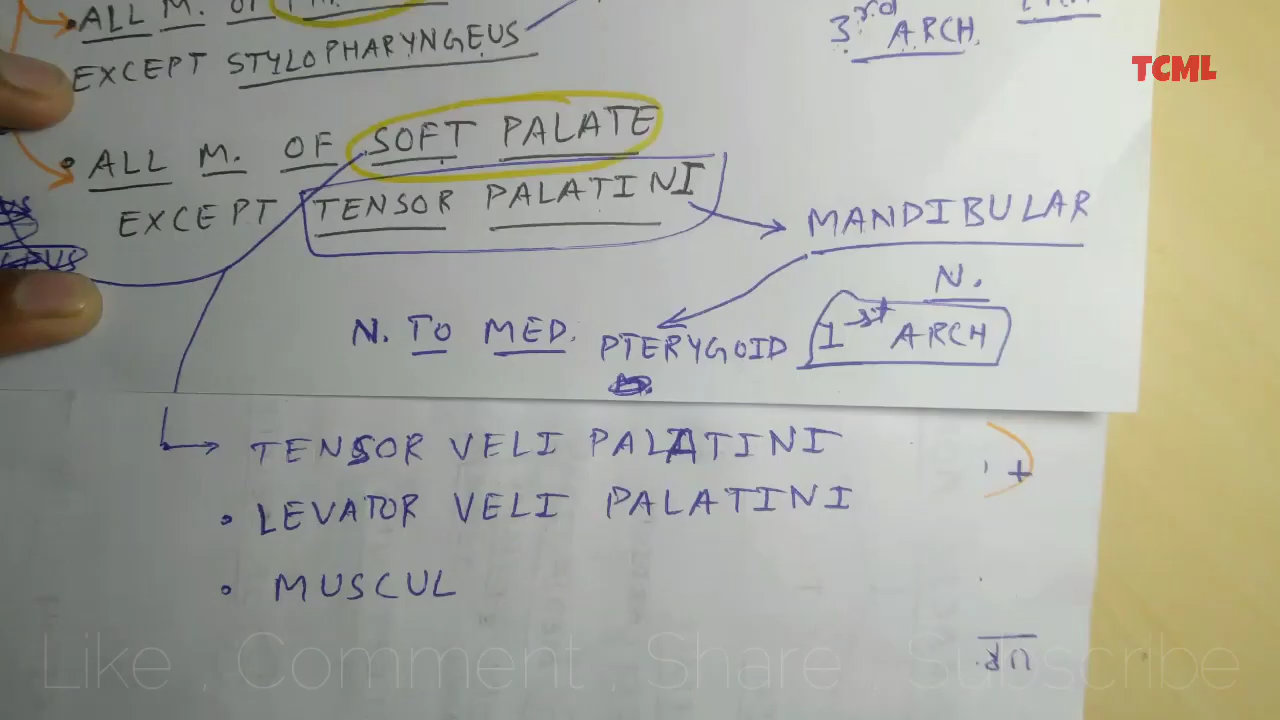 ALL M. OF
EXCEPT STYLOPHARYNGEUS
3rd ARCH.
TCML
ALL M. OF SOFT PALATE
EXCEPT TENSOR PALATINI
MANDIBULAR
N.
N. TO MED. PTERYGOID
1st ARCH
TENSOR VELI PALATINI
LEVATOR VELI PALATINI
MUSCUL
Like , Comment , Share , Subscribe